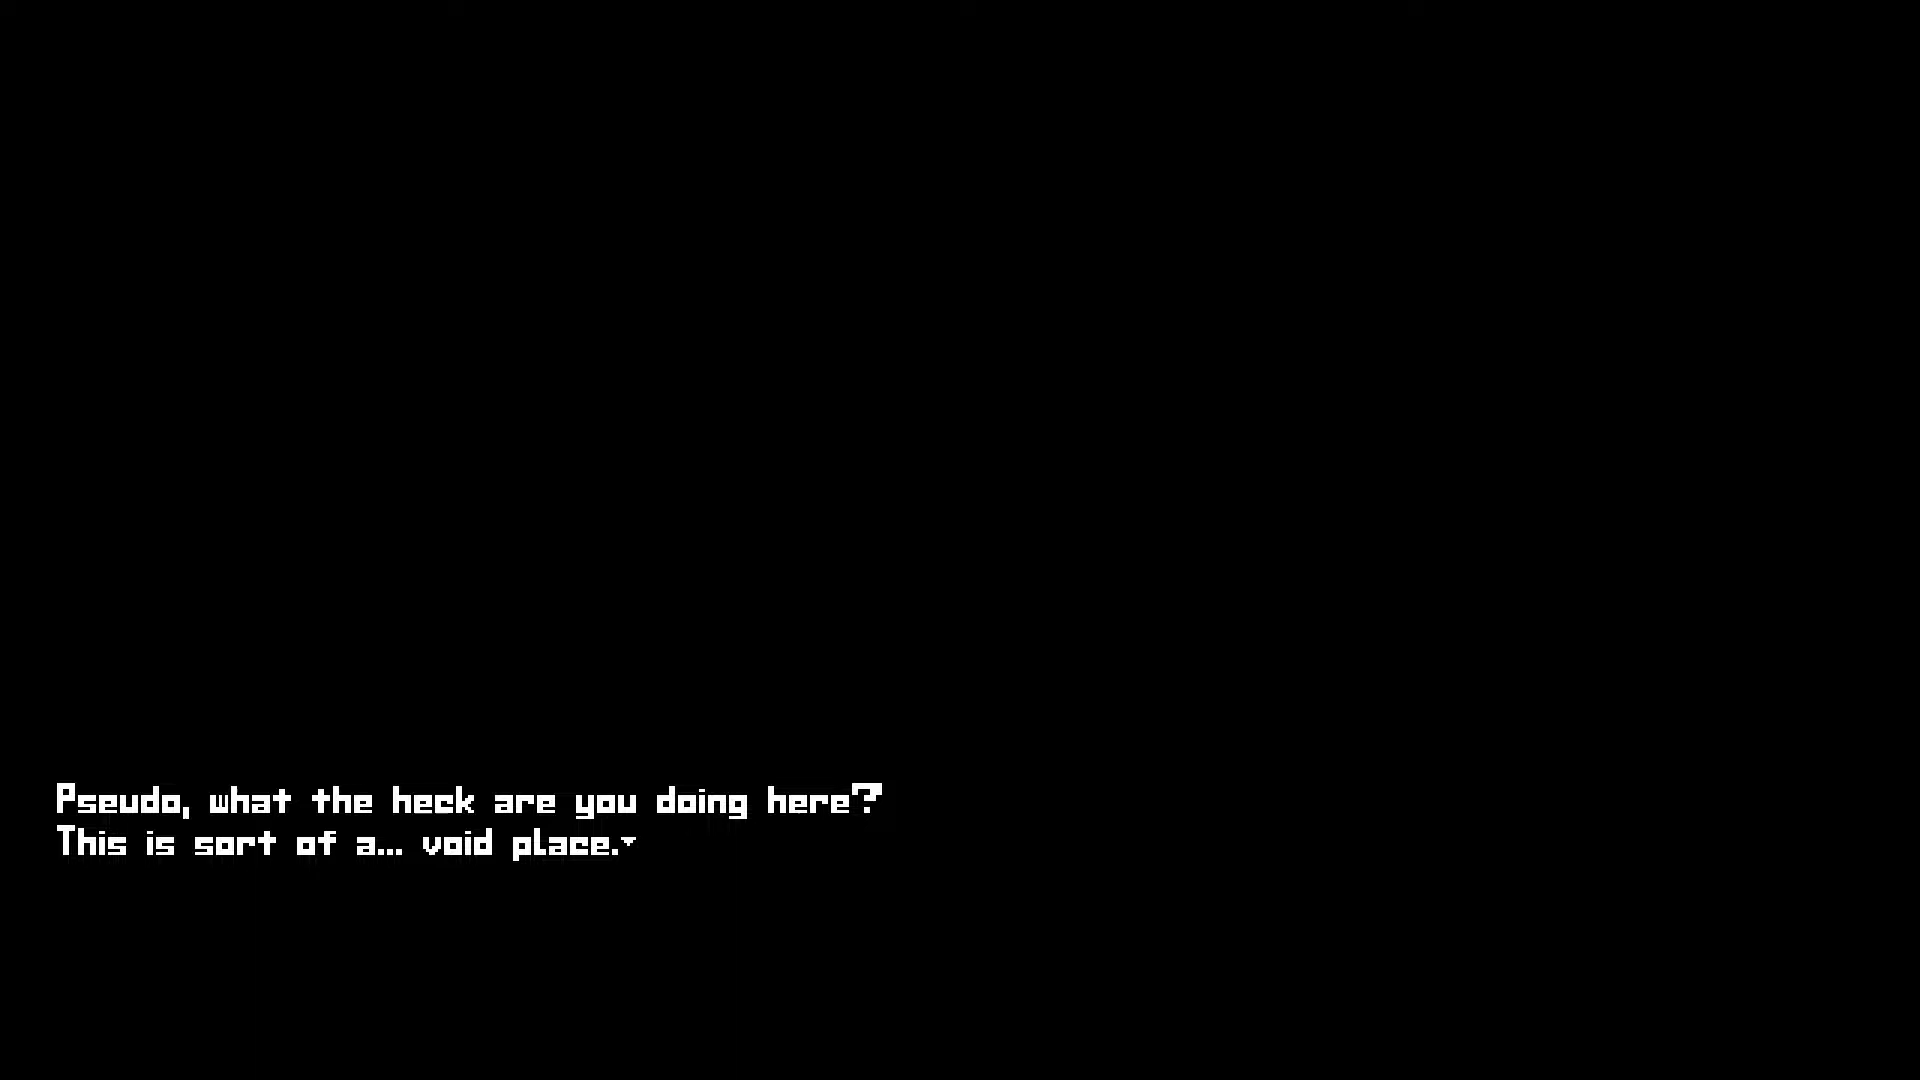 Pseudo, what the heck are you doing here?
This is sort of a... void place.